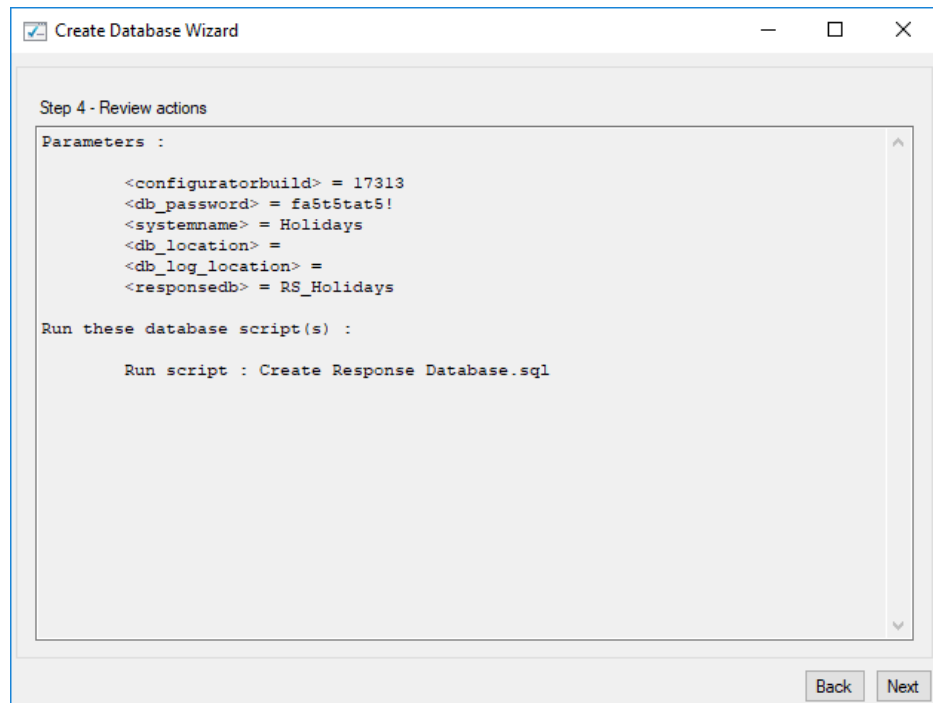 Create Database Wizard
Step 4 - Review actions
Parameters :
<configuratorbuild> = 17313
<db_password> = fa5t5tat5!
<systemname> = Holidays
<db_location> =
<db_log_location> =
<responsedb> = RS_Holidays
Run these database script(s) :
Run script : Create Response Database.sql
Back Next